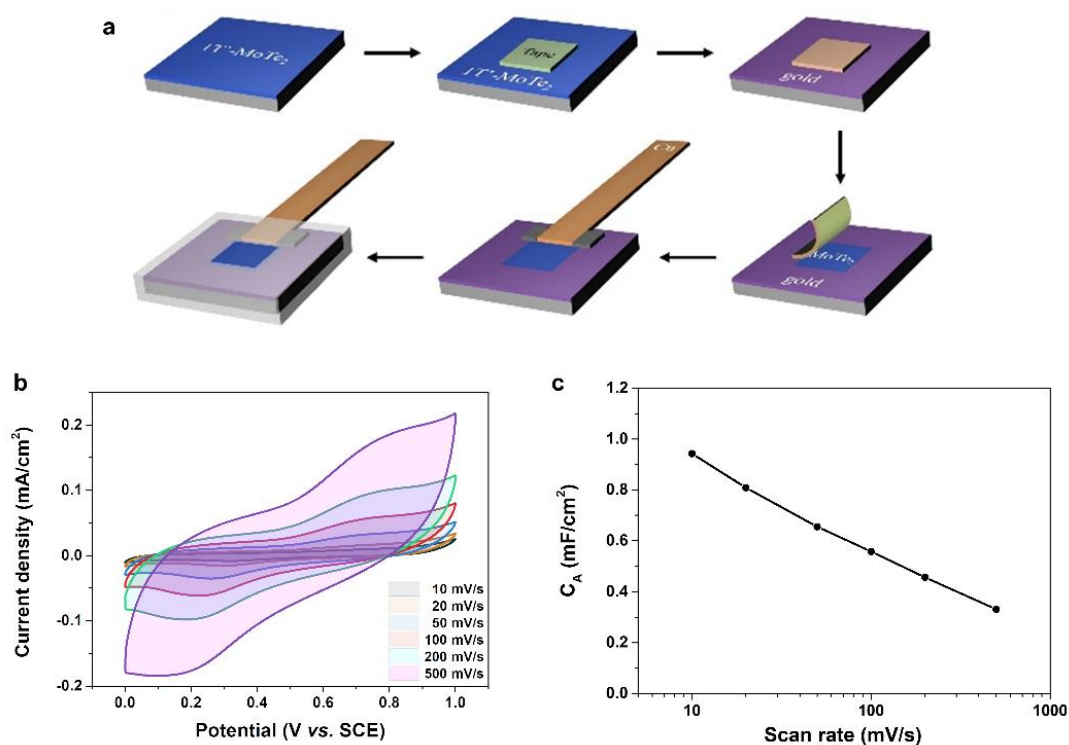 a
1T'-MoTe₂
Tape
1T'-MoTe₂
gold
Cu
MoTe₂
gold
b
Current density (mA/cm²)
0.2
0.1
0.0
-0.1
-0.2
10 mV/s
20 mV/s
50 mV/s
100 mV/s
200 mV/s
500 mV/s
0.0 0.2 0.4 0.6 0.8 1.0
Potential (V vs. SCE)
c
C_A (mF/cm²)
1.2
1.0
0.8
0.6
0.4
0.2
0.0
10 100 1000
Scan rate (mV/s)